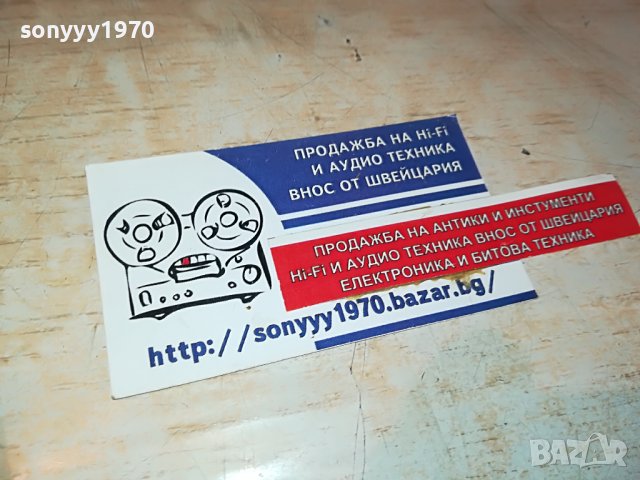 sonyyy1970
ПРОДАЖБА НА Hi-Fi
И АУДИО ТЕХНИКА
ВНОС ОТ ШВЕЙЦАРИЯ
ПРОДАЖБА НА АНТИКИ И ИНСТУМЕНТИ
Hi-Fi И АУДИО ТЕХНИКА ВНОС ОТ ШВЕЙЦАРИЯ
ЕЛЕКТРОНИКА И БИТОВА ТЕХНИКА
http://sonyyy1970.bazar.bg/
BAZAR